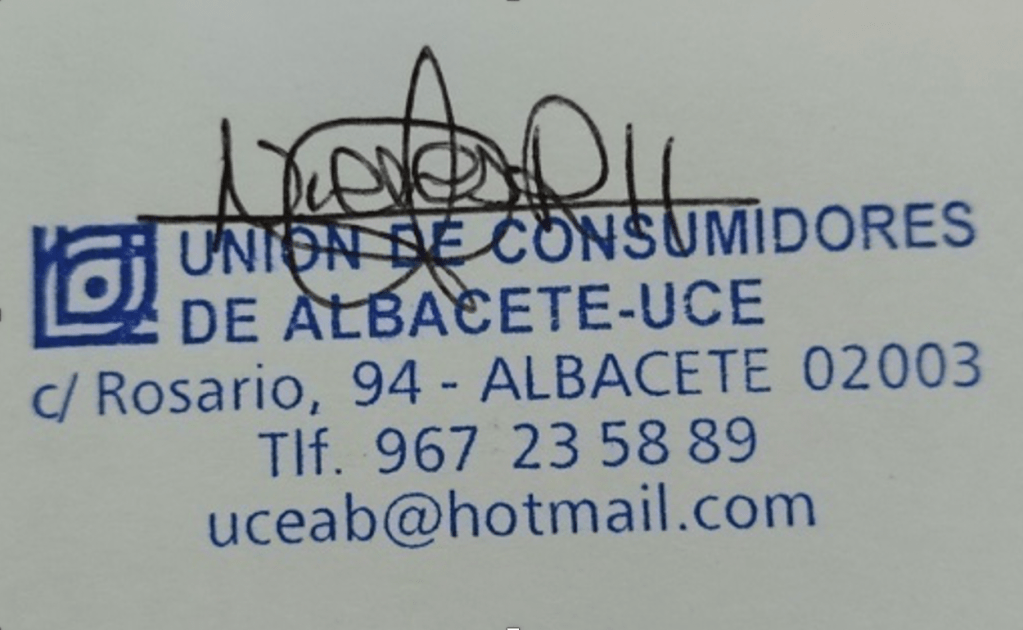 UNION DE CONSUMIDORES
DE ALBACETE-UCE
c/ Rosario, 94 - ALBACETE 02003
Tlf. 967 23 58 89
uceab@hotmail.com